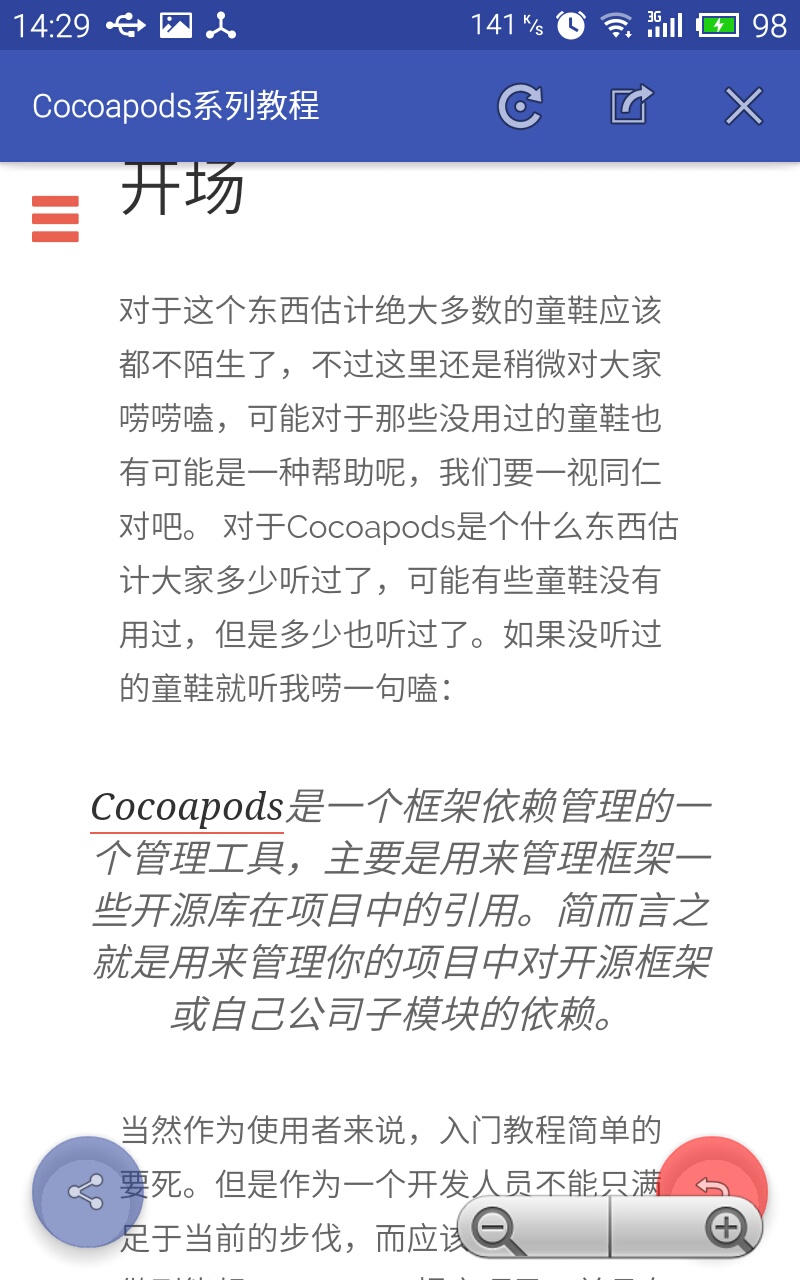 14:29
141 K/s
3G
98
Cocoapods系列教程
开场
对于这个东西估计绝大多数的童鞋应该
都不陌生了，不过这里还是稍微对大家
唠唠嗑，可能对于那些没用过的童鞋也
有可能是一种帮助呢，我们要一视同仁
对吧。 对于Cocoapods是个什么东西估
计大家多少听过了，可能有些童鞋没有
用过，但是多少也听过了。如果没听过
的童鞋就听我唠一句嗑：
Cocoapods是一个框架依赖管理的一
个管理工具，主要是用来管理框架一
些开源库在项目中的引用。简而言之
就是用来管理你的项目中对开源框架
或自己公司子模块的依赖。
当然作为使用者来说，入门教程简单的
要死。但是作为一个开发人员不能只满
足于当前的步伐，而应该